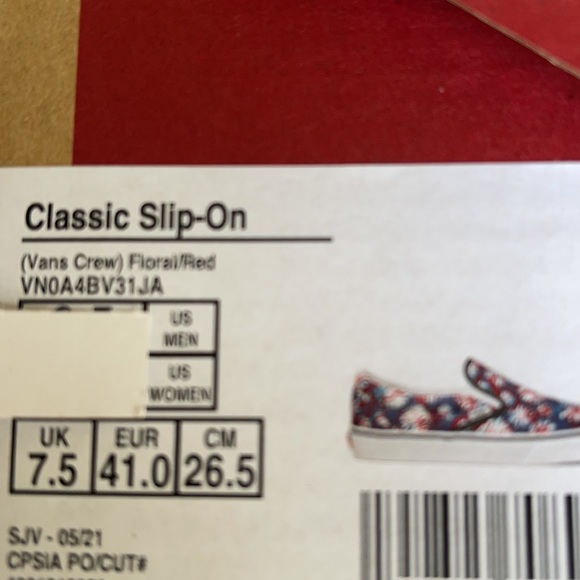 Classic Slip-On
(Vans Crew) Floral/Red
VN0A4BV31JA
US
MEN
US
WOMEN
UK EUR CM
7.5 41.0 26.5
SJV - 05/21
CPSIA PO/CUT#